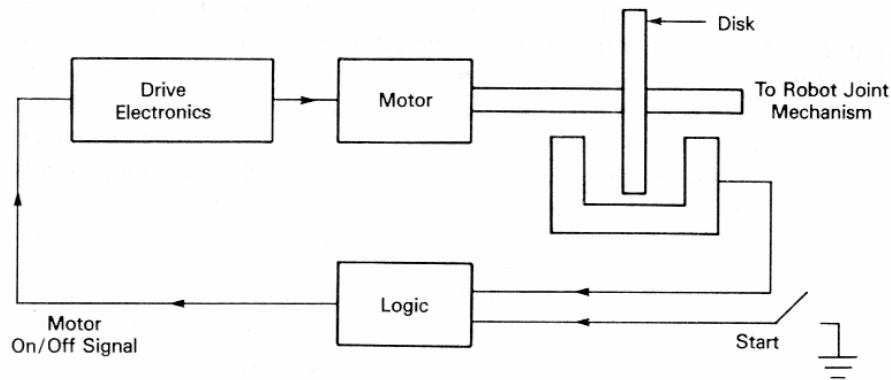 Disk
Drive
Electronics
Motor
To Robot Joint
Mechanism
Logic
Motor
On/Off Signal
Start